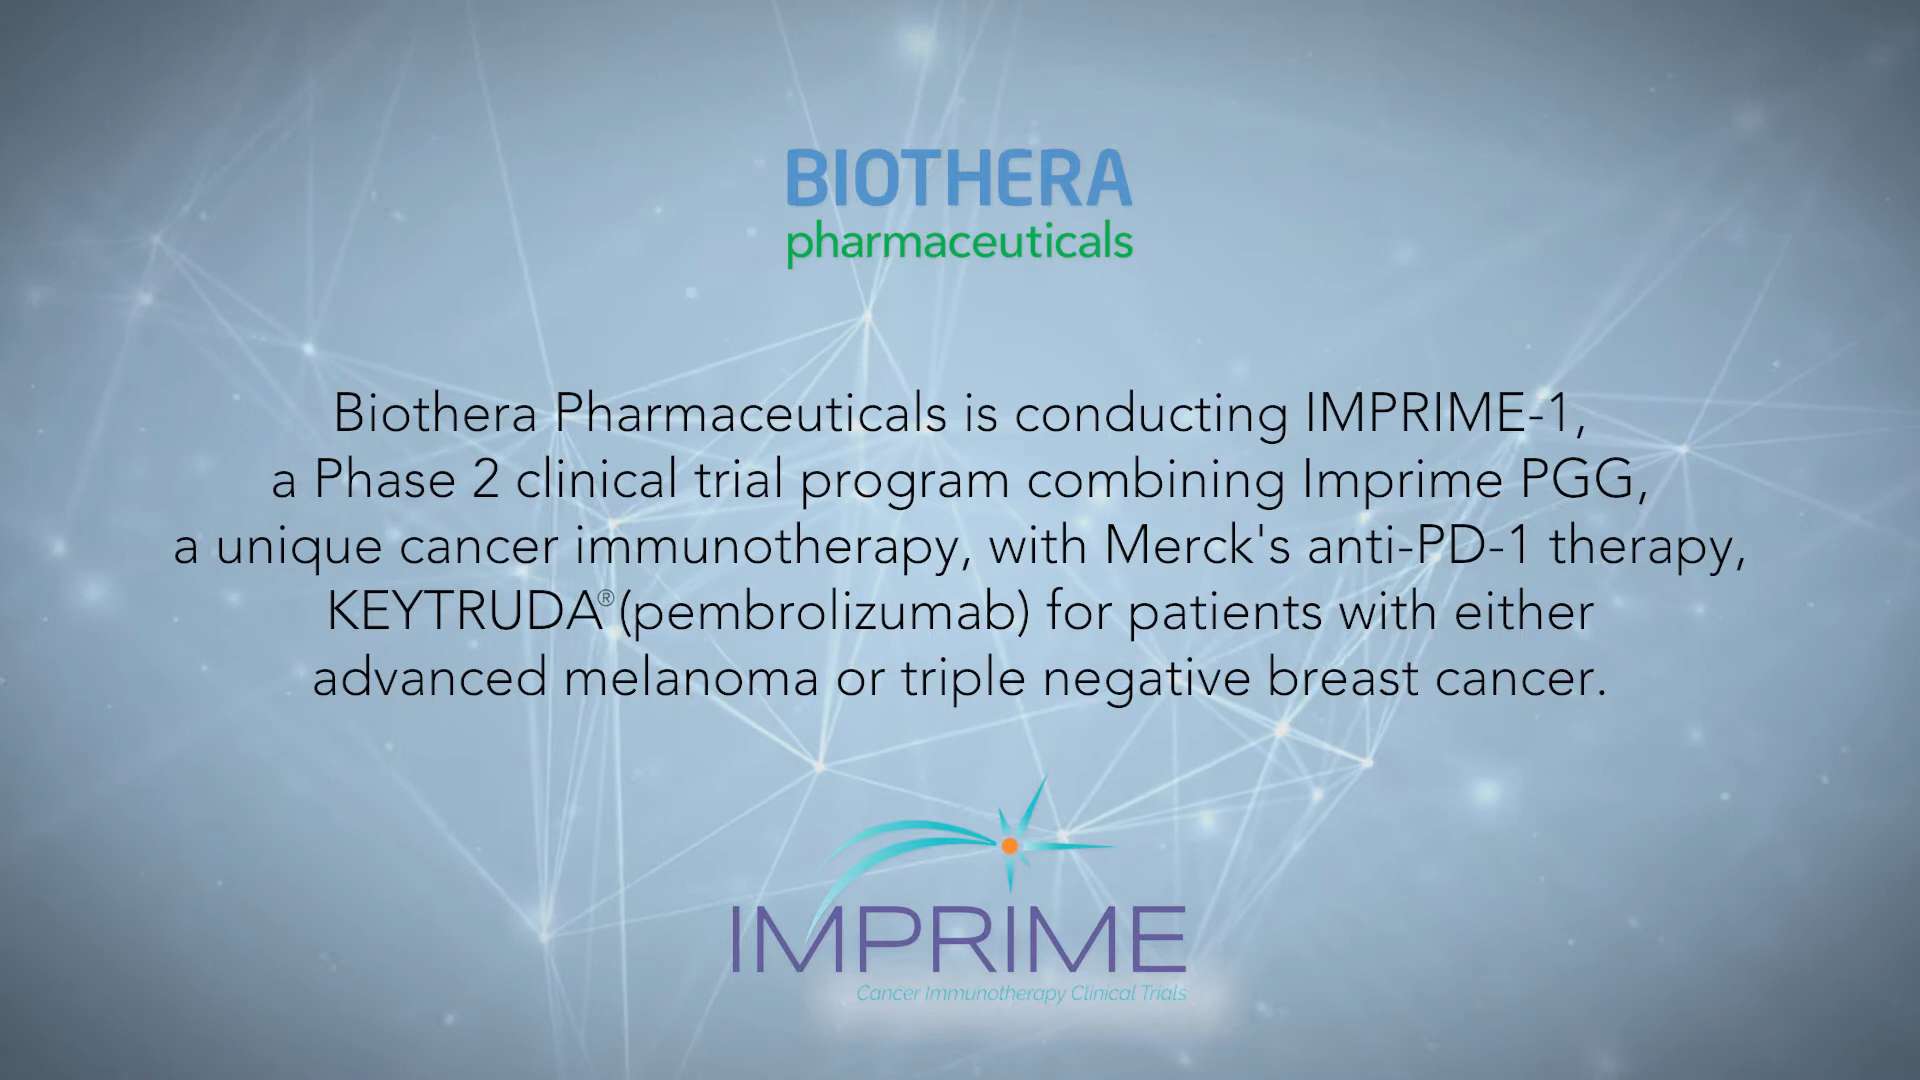 BIOTHERA
pharmaceuticals
Biothera Pharmaceuticals is conducting IMPRIME-1,
a Phase 2 clinical trial program combining Imprime PGG,
a unique cancer immunotherapy, with Merck's anti-PD-1 therapy,
KEYTRUDA® (pembrolizumab) for patients with either
advanced melanoma or triple negative breast cancer.
IMPRIME
Cancer Immunotherapy Clinical Trials